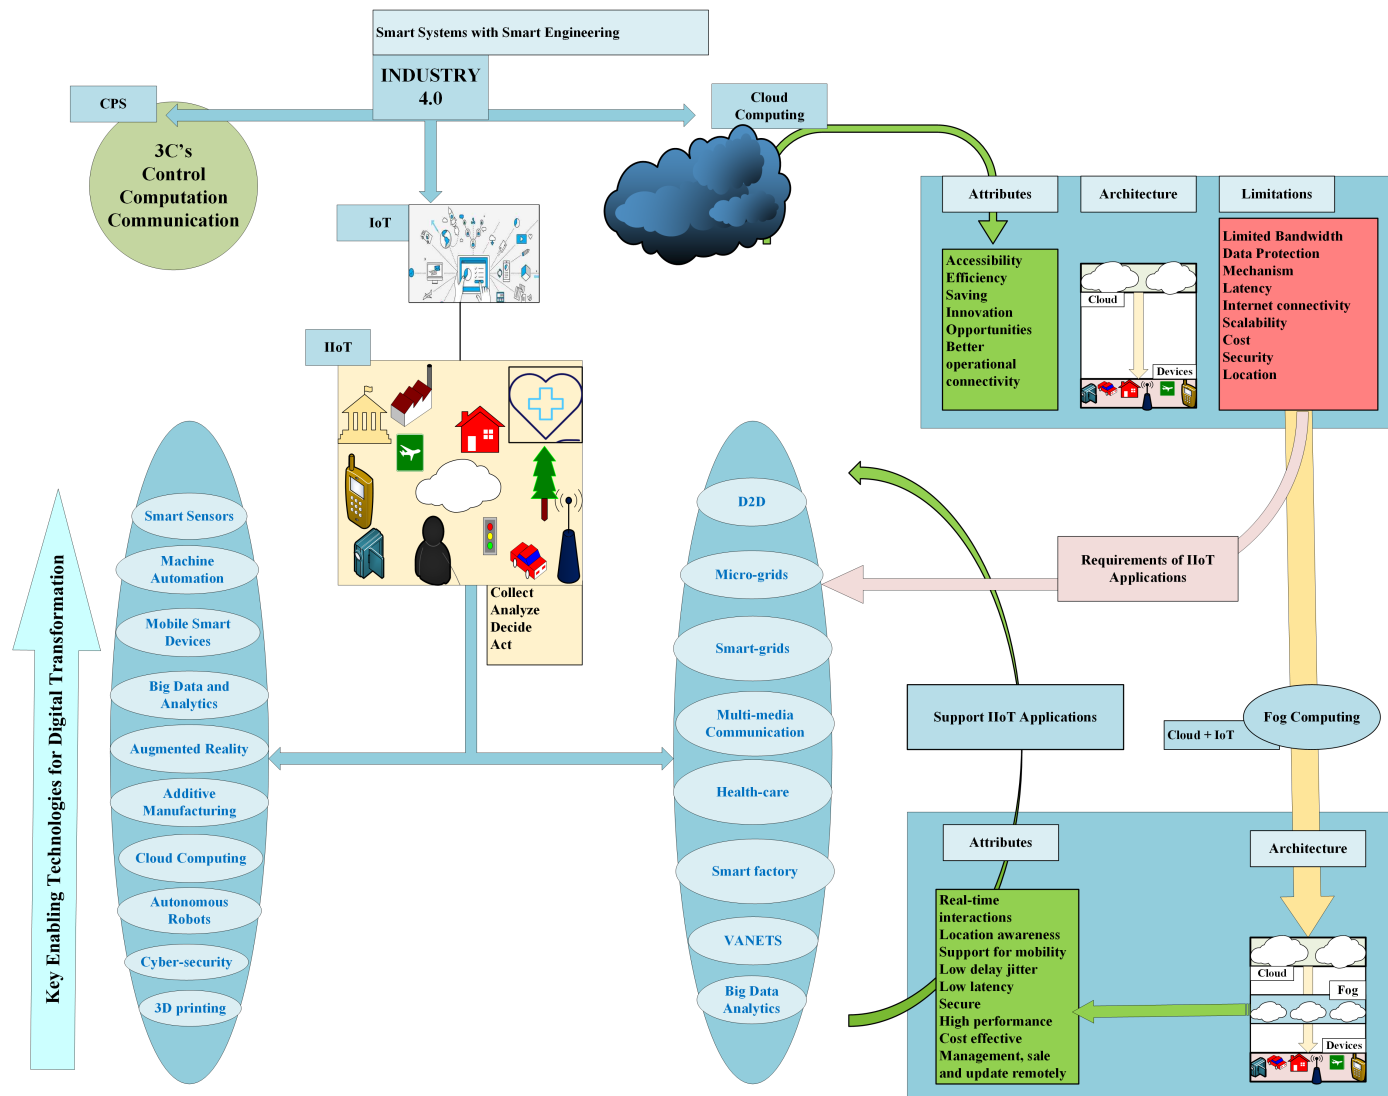 Smart Systems with Smart Engineering
INDUSTRY
4.0
CPS
3C's
Control
Computation
Communication
Cloud
Computing
IoT
IIoT
Collect
Analyze
Decide
Act
Attributes
Accessibility
Efficiency
Saving
Innovation
Opportunities
Better
operational
connectivity
Architecture
Cloud
Devices
Limitations
Limited Bandwidth
Data Protection
Mechanism
Latency
Internet connectivity
Scalability
Cost
Security
Location
Key Enabling Technologies for Digital Transformation
Smart Sensors
Machine
Automation
Mobile Smart
Devices
Big Data and
Analytics
Augmented Reality
Additive
Manufacturing
Cloud Computing
Autonomous
Robots
Cyber-security
3D printing
D2D
Micro-grids
Smart-grids
Multi-media
Communication
Health-care
Smart factory
VANETS
Big Data
Analytics
Requirements of IIoT
Applications
Support IIoT Applications
Fog Computing
Cloud + IoT
Attributes
Real-time
interactions
Location awareness
Support for mobility
Low delay jitter
Low latency
Secure
High performance
Cost effective
Management, sale
and update remotely
Architecture
Cloud
Fog
Devices